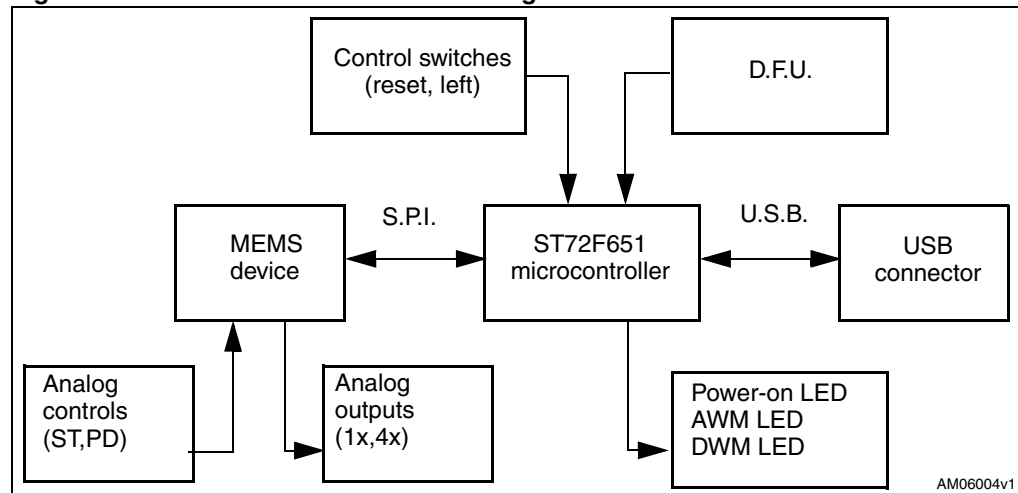 Control switches
(reset, left)
D.F.U.
MEMS
device
S.P.I.
ST72F651
microcontroller
U.S.B.
USB
connector
Analog
controls
(ST,PD)
Analog
outputs
(1x,4x)
Power-on LED
AWM LED
DWM LED
AM06004v1